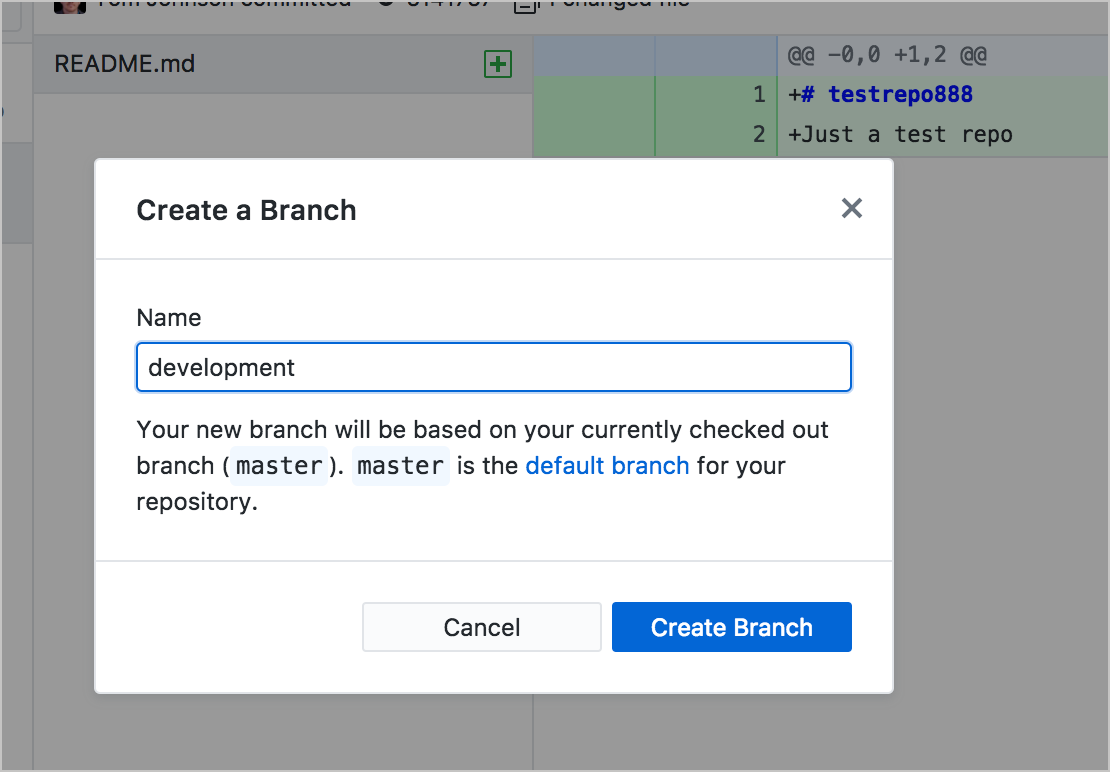 Tom Johnson committed 1 changed file
README.md
@@ -0,0 +1,2 @@
1 +# testrepo888
2 +Just a test repo
Create a Branch
Name
development
Your new branch will be based on your currently checked out
branch (master). master is the default branch for your
repository.
Cancel
Create Branch